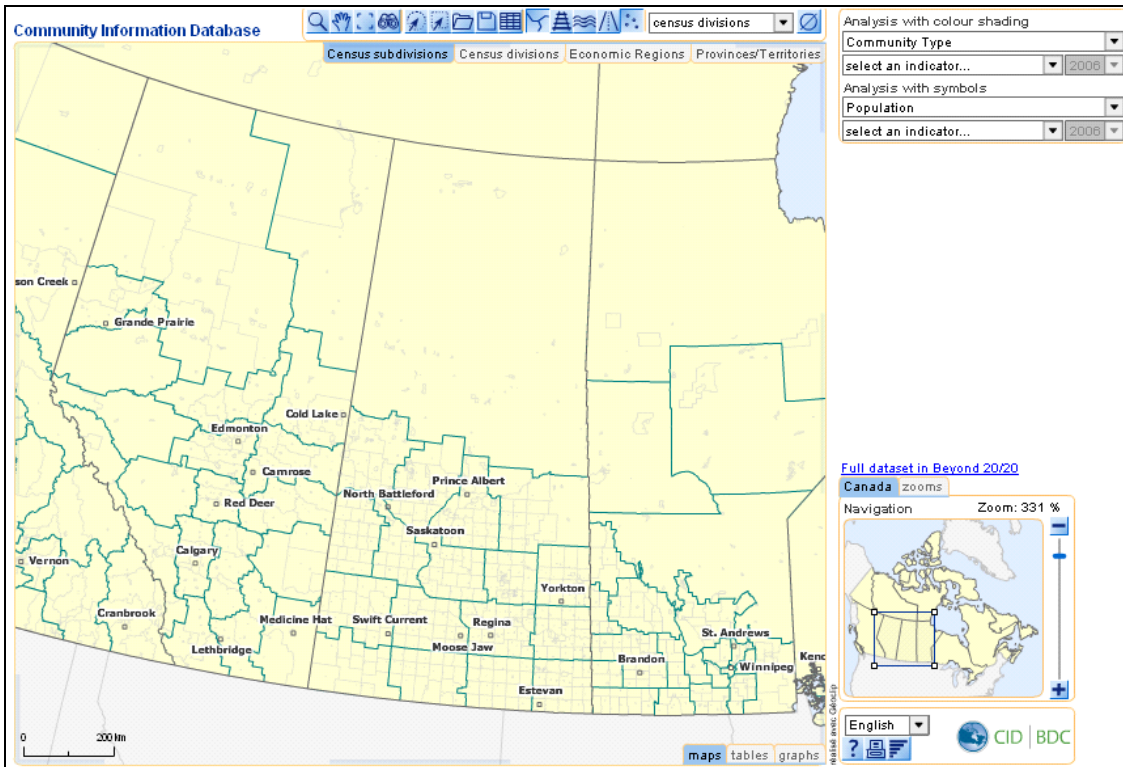 Community Information Database
census divisions
Census subdivisions Census divisions Economic Regions Provinces/Territories
Analysis with colour shading
Community Type
select an indicator... 2006
Analysis with symbols
Population
select an indicator... 2006
son Creek
Grande Prairie
Cold Lake
Edmonton
Camrose
Prince Albert
North Battleford
Red Deer
Saskatoon
Calgary
Vernon
Yorkton
Cranbrook
Medicine Hat
Swift Current
Regina
St. Andrews
Lethbridge
Moose Jaw
Brandon
Winnipeg
Keno
Estevan
0 200 km
maps tables graphs
réalisé avec Géoclip
Full dataset in Beyond 20/20
Canada zooms
Navigation Zoom: 331 %
English
?
CID | BDC